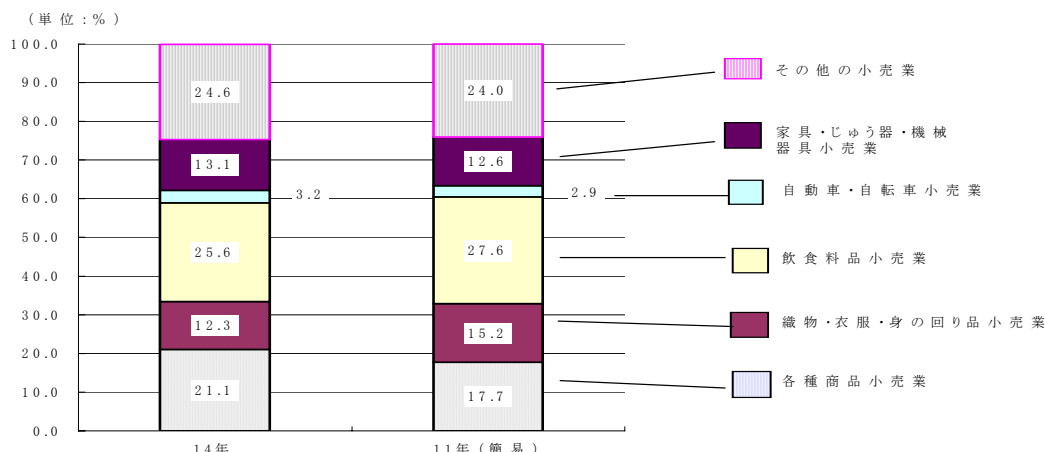 (単位:%)
100.0
90.0
80.0
70.0
60.0
50.0
40.0
30.0
20.0
10.0
0.0
24.6
13.1
3.2
25.6
12.3
21.1
24.0
12.6
2.9
27.6
15.2
17.7
14年
11年(簡易)
その他の小売業
家具・じゅう器・機械
器具小売業
自動車・自転車小売業
飲食料品小売業
織物・衣服・身の回り品小売業
各種商品小売業